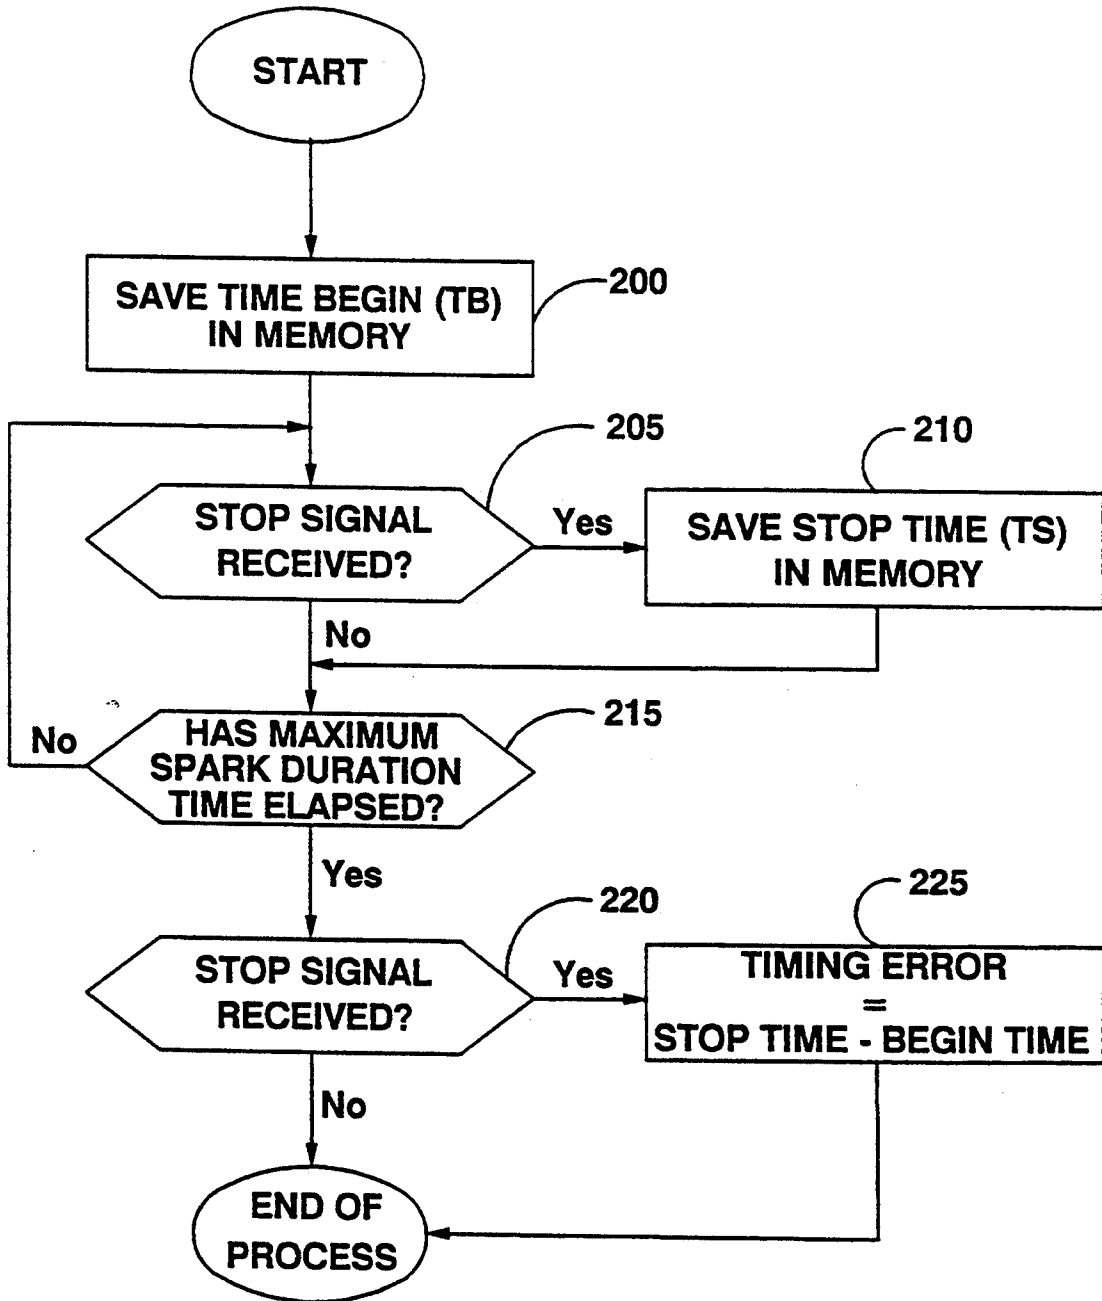 START
SAVE TIME BEGIN (TB)
IN MEMORY
200
STOP SIGNAL
RECEIVED?
205
Yes
SAVE STOP TIME (TS)
IN MEMORY
210
No
HAS MAXIMUM
SPARK DURATION
TIME ELAPSED?
215
No
Yes
STOP SIGNAL
RECEIVED?
220
Yes
TIMING ERROR
=
STOP TIME - BEGIN TIME
225
No
END OF
PROCESS